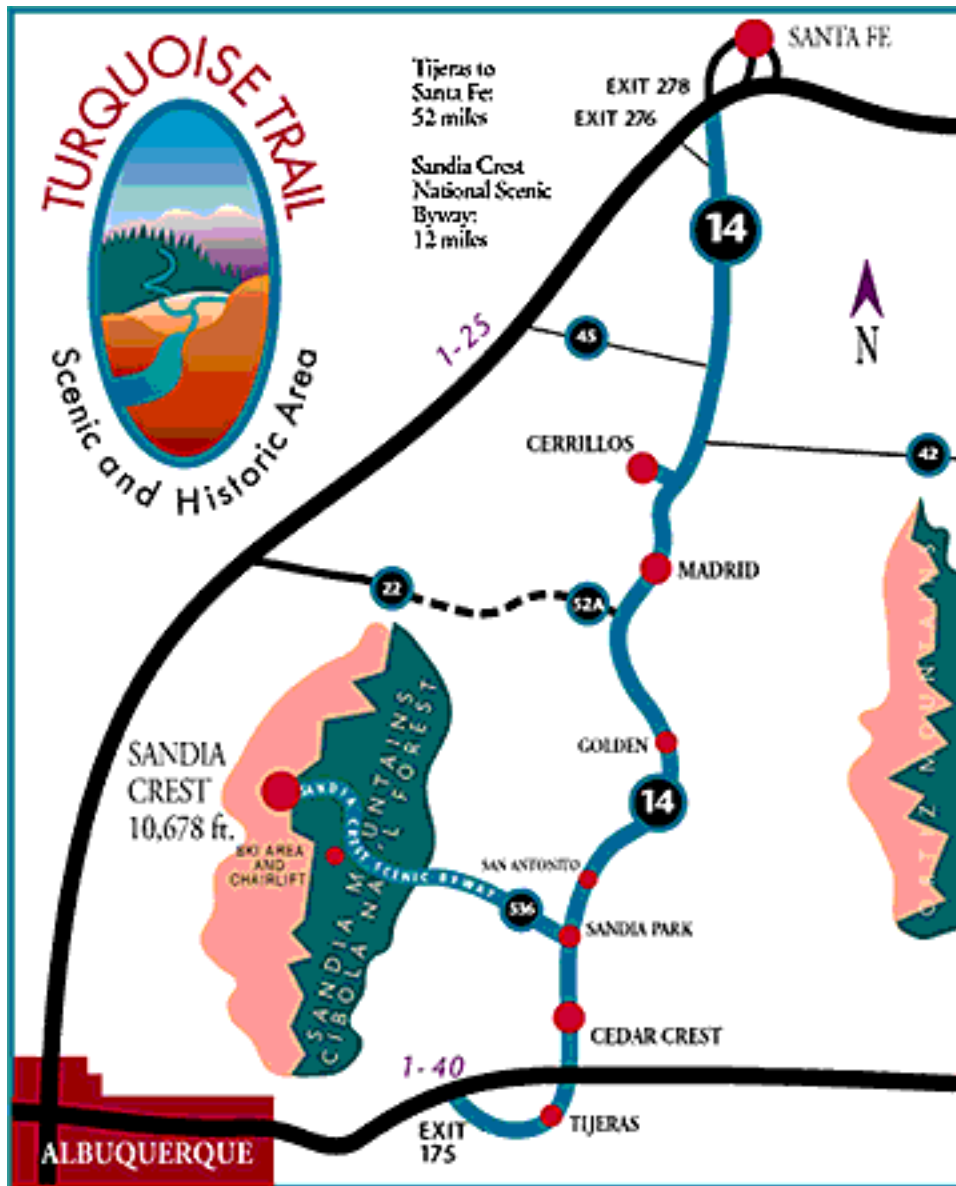 TURQUOISE TRAIL
Scenic and Historic Area
Tijeras to
Santa Fe:
52 miles
Sandia Crest
National Scenic
Byway:
12 miles
SANTA FE
EXIT 278
EXIT 276
14
N
I-25
45
CERRILLOS
42
MADRID
22
52A
GOLDEN
14
SANDIA
CREST
10,678 ft.
SKI AREA
AND
CHAIRLIFT
SANDIA CREST SCENIC BYWAY
SANDIA MOUNTAINS
CIBOLA NATIONAL FOREST
ORTIZ MOUNTAINS
SAN ANTONITO
536
SANDIA PARK
CEDAR CREST
I-40
EXIT
175
TIJERAS
ALBUQUERQUE